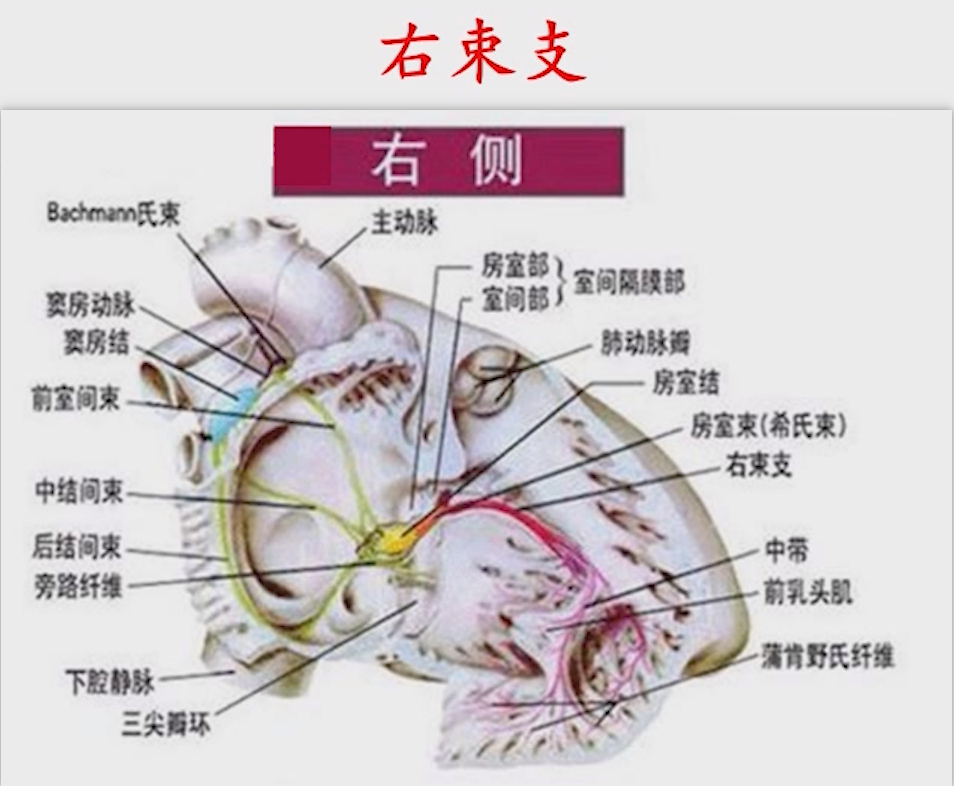 右束支
右侧
Bachmann氏束
主动脉
房室部
室间部
室间隔膜部
窦房动脉
窦房结
肺动脉瓣
房室结
前室间束
房室束(希氏束)
右束支
中结间束
后结间束
旁路纤维
中带
前乳头肌
蒲肯野氏纤维
下腔静脉
三尖瓣环